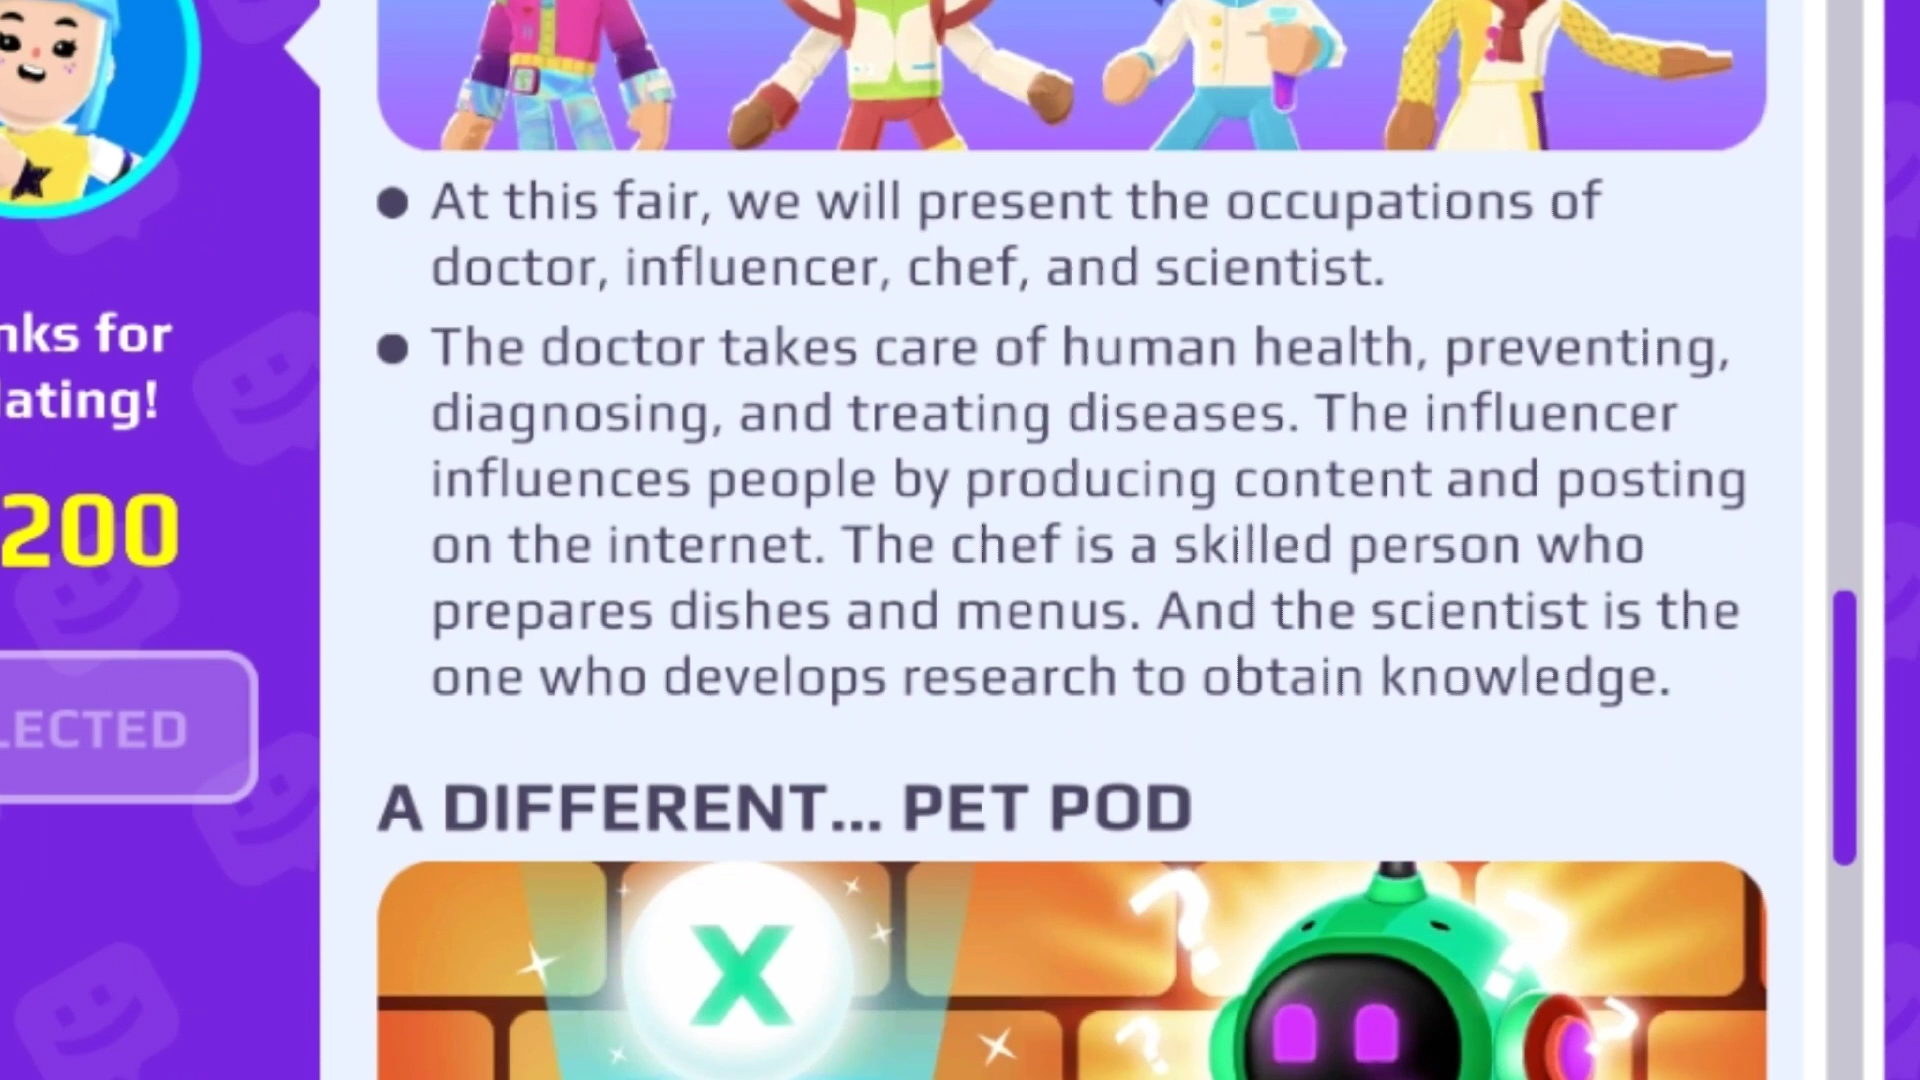 At this fair, we will present the occupations of
doctor, influencer, chef, and scientist.
The doctor takes care of human health, preventing,
diagnosing, and treating diseases. The influencer
influences people by producing content and posting
on the internet. The chef is a skilled person who
prepares dishes and menus. And the scientist is the
one who develops research to obtain knowledge.
A DIFFERENT... PET POD
X
? ? ? ?
nks for
lating!
200
LECTED